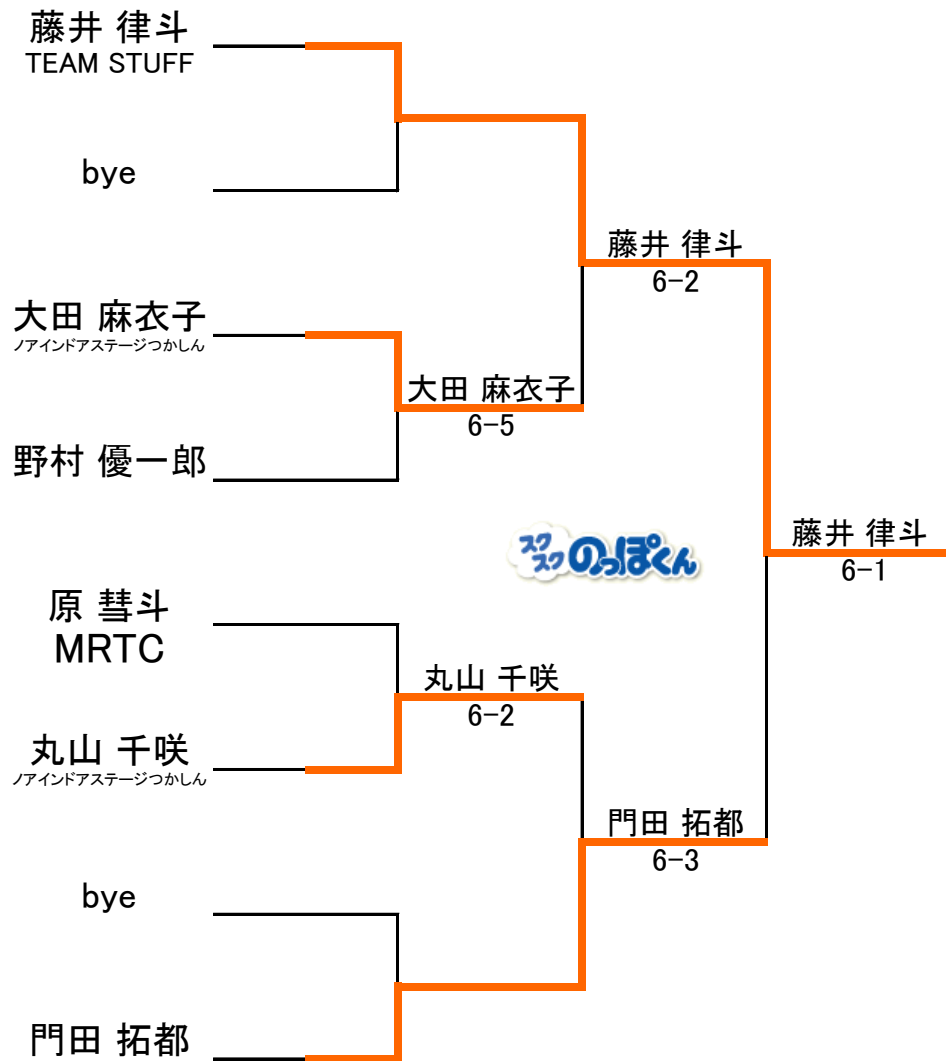 藤井 律斗
TEAM STUFF
bye
藤井 律斗
6-2
大田 麻衣子
ノアインドアステージつかしん
大田 麻衣子
6-5
野村 優一郎
スクスク のっぽくん
藤井 律斗
6-1
原 彗斗
MRTC
丸山 千咲
6-2
丸山 千咲
ノアインドアステージつかしん
門田 拓都
6-3
bye
門田 拓都